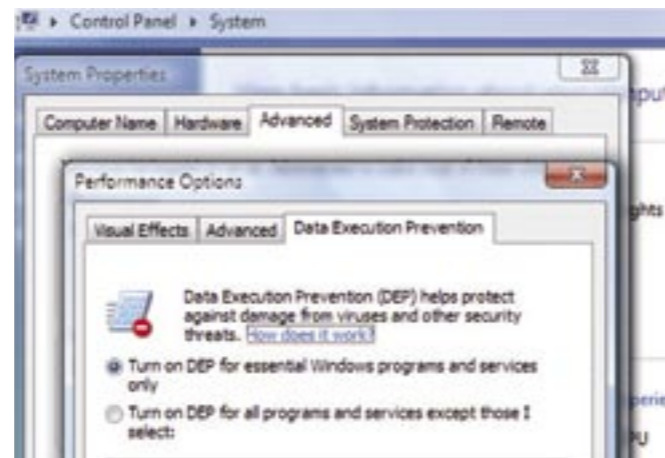 Control Panel ▸ System
System Properties
Computer Name Hardware Advanced System Protection Remote
Performance Options
Visual Effects Advanced Data Execution Prevention
Data Execution Prevention (DEP) helps protect
against damage from viruses and other security
threats. How does it work?
Turn on DEP for essential Windows programs and services
only
Turn on DEP for all programs and services except those I
select: